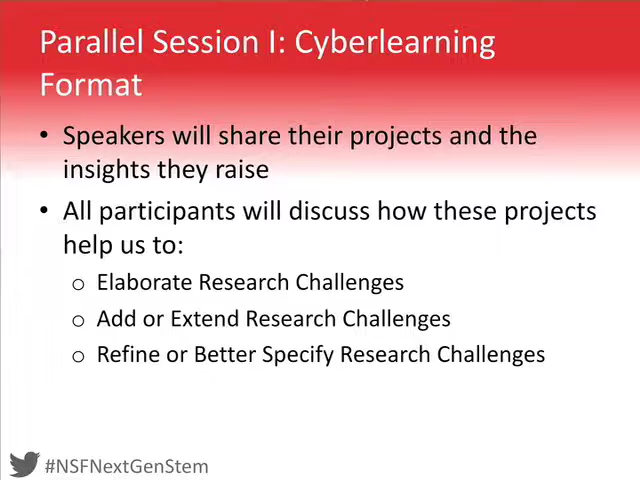 Parallel Session I: Cyberlearning
Format
• Speakers will share their projects and the
insights they raise
• All participants will discuss how these projects
help us to:
o Elaborate Research Challenges
o Add or Extend Research Challenges
o Refine or Better Specify Research Challenges
#NSFNextGenStem